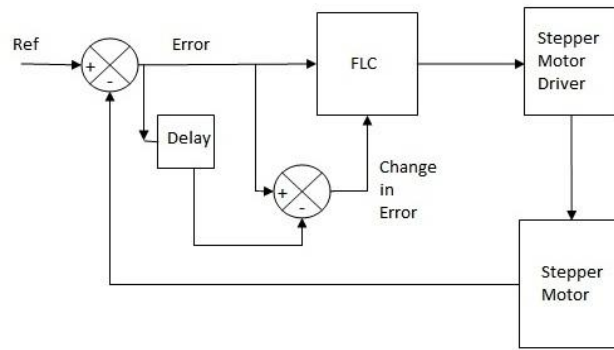 Ref
+
-
Error
FLC
Stepper
Motor
Driver
Delay
+
-
Change
in
Error
Stepper
Motor